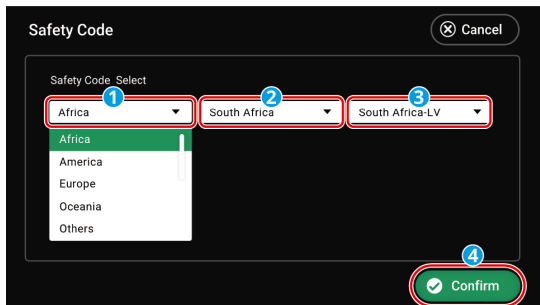 Safety Code
Cancel
Safety Code Select
1
2
3
Africa
South Africa
South Africa-LV
Africa
America
Europe
Oceania
Others
4
Confirm